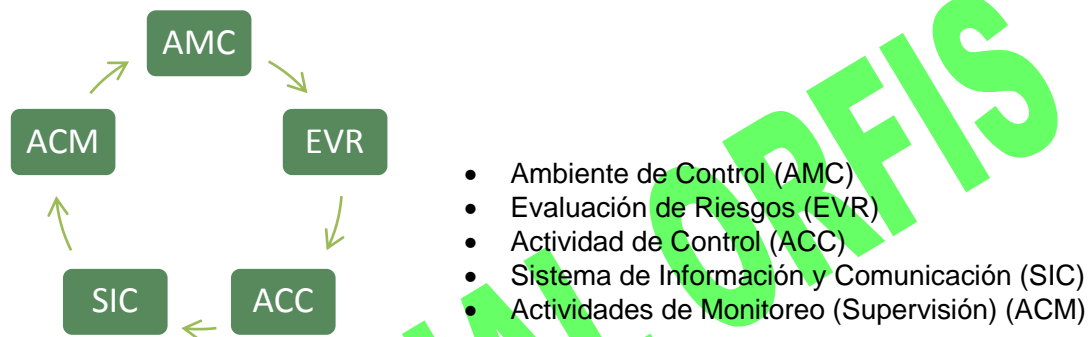 AMC
ACM
EVR
SIC
ACC
• Ambiente de Control (AMC)
• Evaluación de Riesgos (EVR)
• Actividad de Control (ACC)
• Sistema de Información y Comunicación (SIC)
• Actividades de Monitoreo (Supervisión) (ACM)
ORFIS